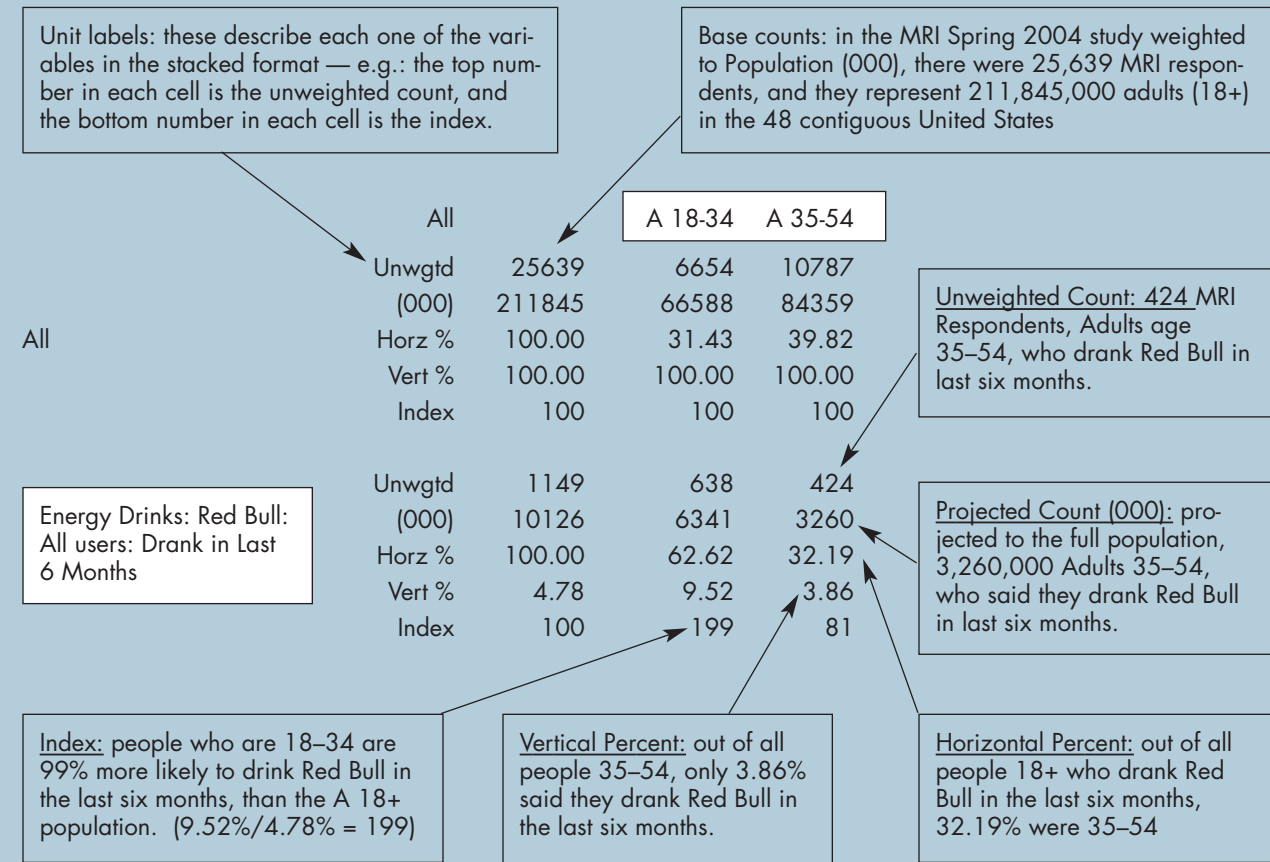 Unit labels: these describe each one of the vari-
ables in the stacked format — e.g.: the top num-
ber in each cell is the unweighted count, and
the bottom number in each cell is the index.
Base counts: in the MRI Spring 2004 study weighted
to Population (000), there were 25,639 MRI respon-
dents, and they represent 211,845,000 adults (18+)
in the 48 contiguous United States
All A 18-34 A 35-54
Unwgtd 25639 6654 10787
(000) 211845 66588 84359
All Horz % 100.00 31.43 39.82
Vert % 100.00 100.00 100.00
Index 100 100 100
Unweighted Count: 424 MRI
Respondents, Adults age
35–54, who drank Red Bull in
last six months.
Energy Drinks: Red Bull:
All users: Drank in Last
6 Months
Unwgtd 1149 638 424
(000) 10126 6341 3260
Horz % 100.00 62.62 32.19
Vert % 4.78 9.52 3.86
Index 100 199 81
Projected Count (000): pro-
jected to the full population,
3,260,000 Adults 35–54,
who said they drank Red Bull
in last six months.
Index: people who are 18–34 are
99% more likely to drink Red Bull in
the last six months, than the A 18+
population. (9.52%/4.78% = 199)
Vertical Percent: out of all
people 35–54, only 3.86%
said they drank Red Bull in
the last six months.
Horizontal Percent: out of all
people 18+ who drank Red
Bull in the last six months,
32.19% were 35–54